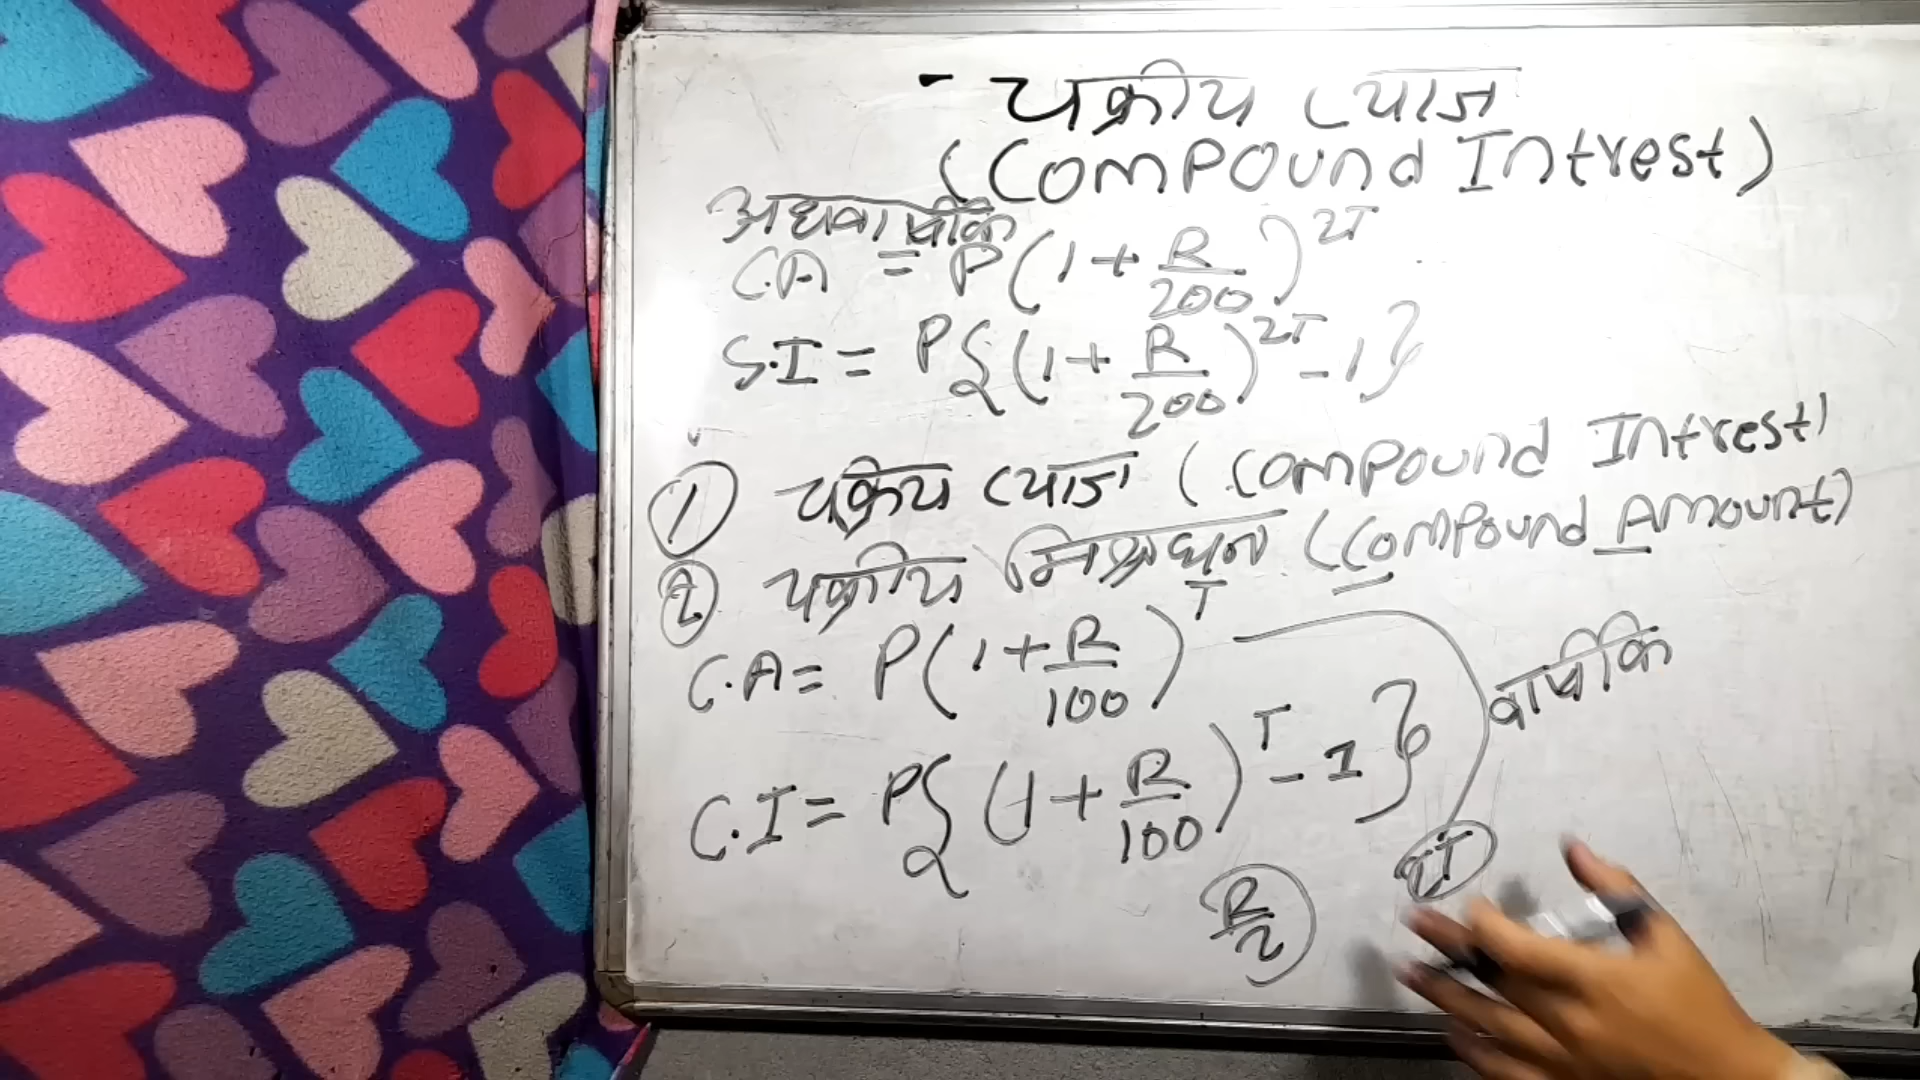 - चक्रीय ब्याज
(Compound Intrest)
अर्धवार्षिक
C.A = P(1+R/200)^2T
S.I = P{(1+R/200)^2T - 1}
① चक्रिय ब्याज (Compound Intrest)
② चक्रीय मिश्रधन (Compound Amount)
C.A = P(1+R/100)^T
वार्षिक
C.I = P{(1+R/100)^T - 1}
2T
R/2